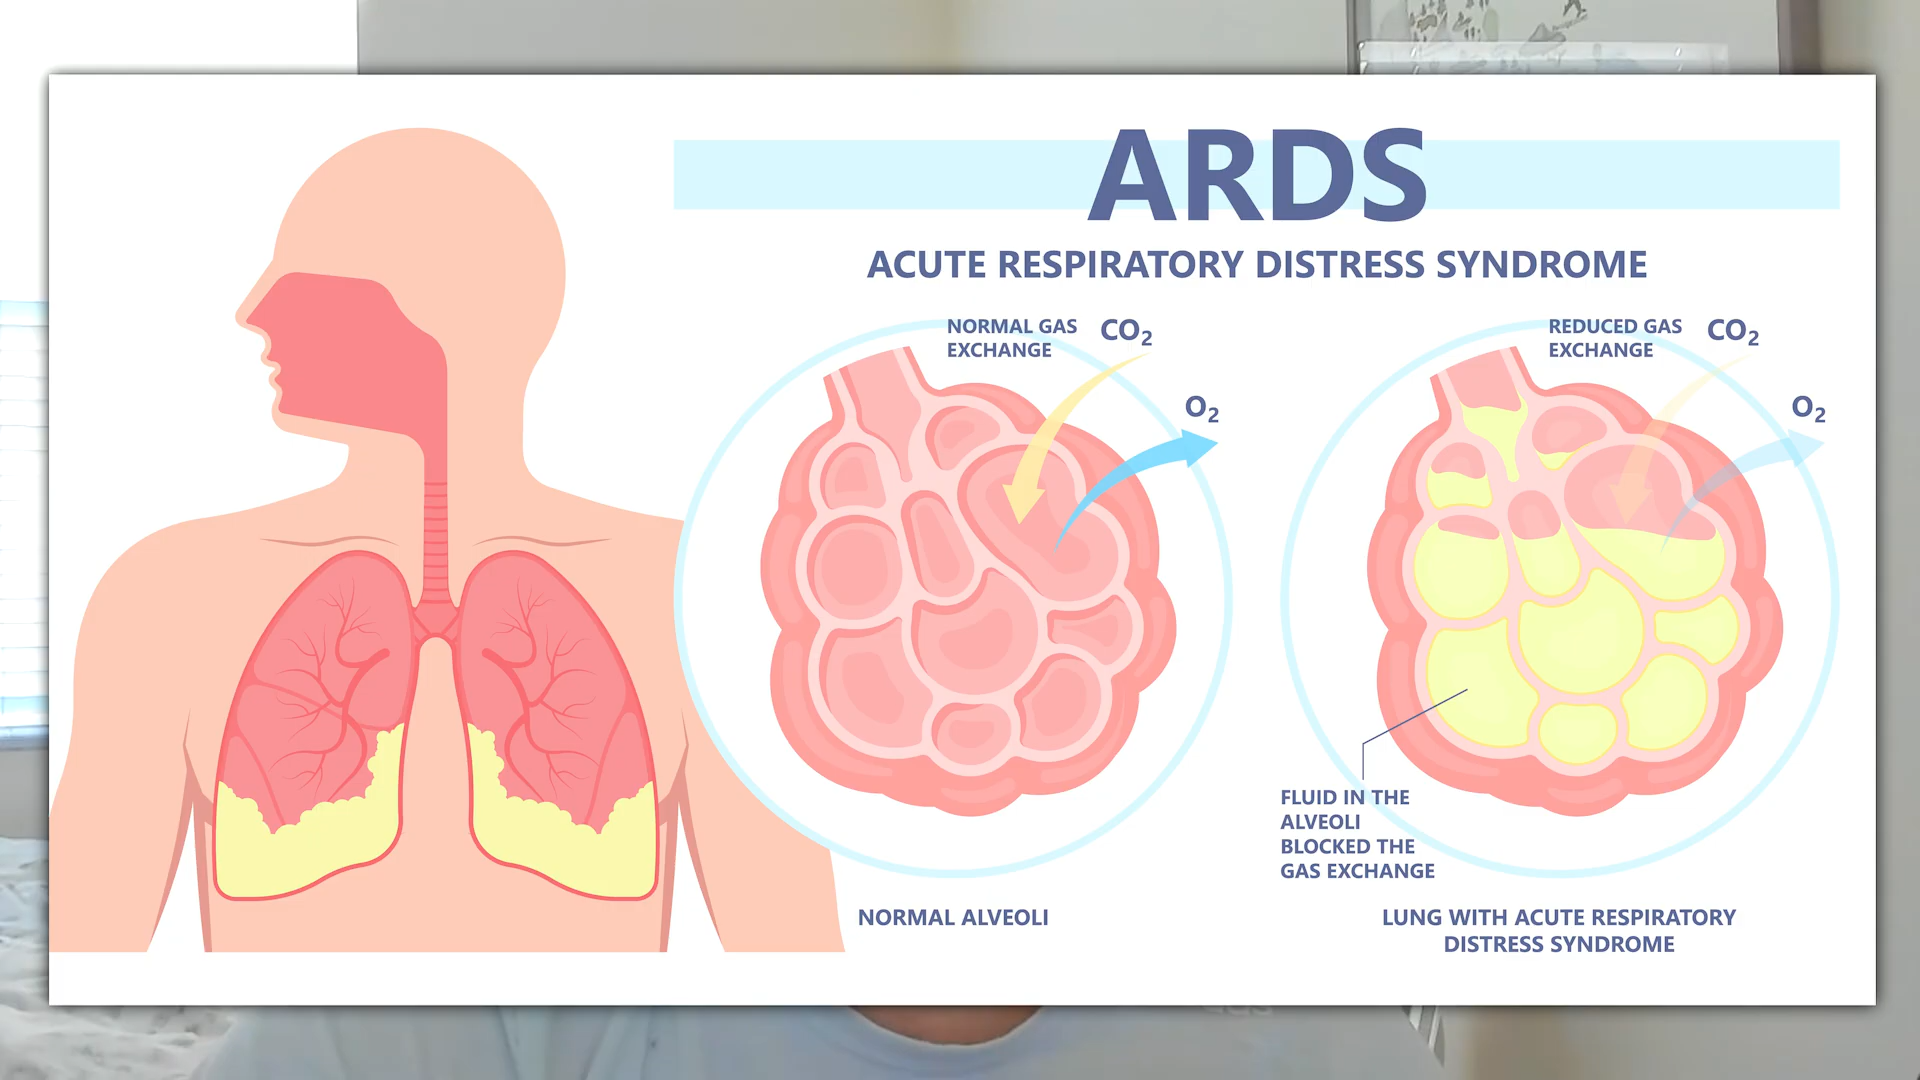 ARDS
ACUTE RESPIRATORY DISTRESS SYNDROME
NORMAL GAS
EXCHANGE
CO₂
O₂
REDUCED GAS
EXCHANGE
CO₂
O₂
FLUID IN THE
ALVEOLI
BLOCKED THE
GAS EXCHANGE
NORMAL ALVEOLI
LUNG WITH ACUTE RESPIRATORY
DISTRESS SYNDROME